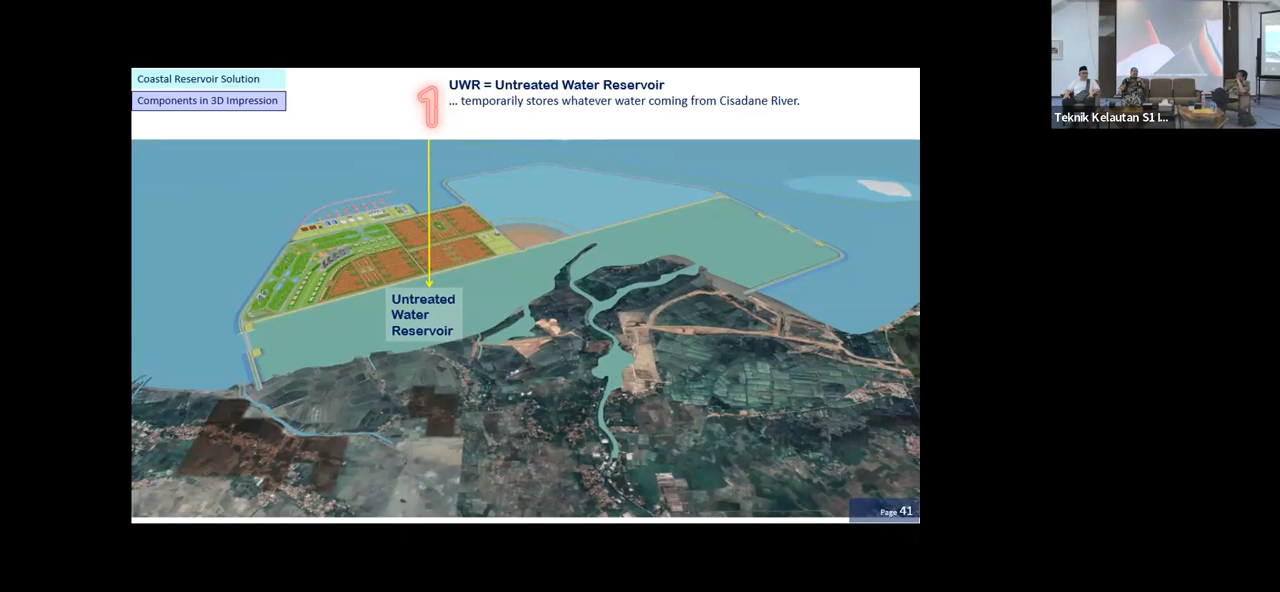 Coastal Reservoir Solution
Components in 3D Impression
1
UWR = Untreated Water Reservoir
... temporarily stores whatever water coming from Cisadane River.
Untreated
Water
Reservoir
Page 41
Teknik Kelautan S1 I...